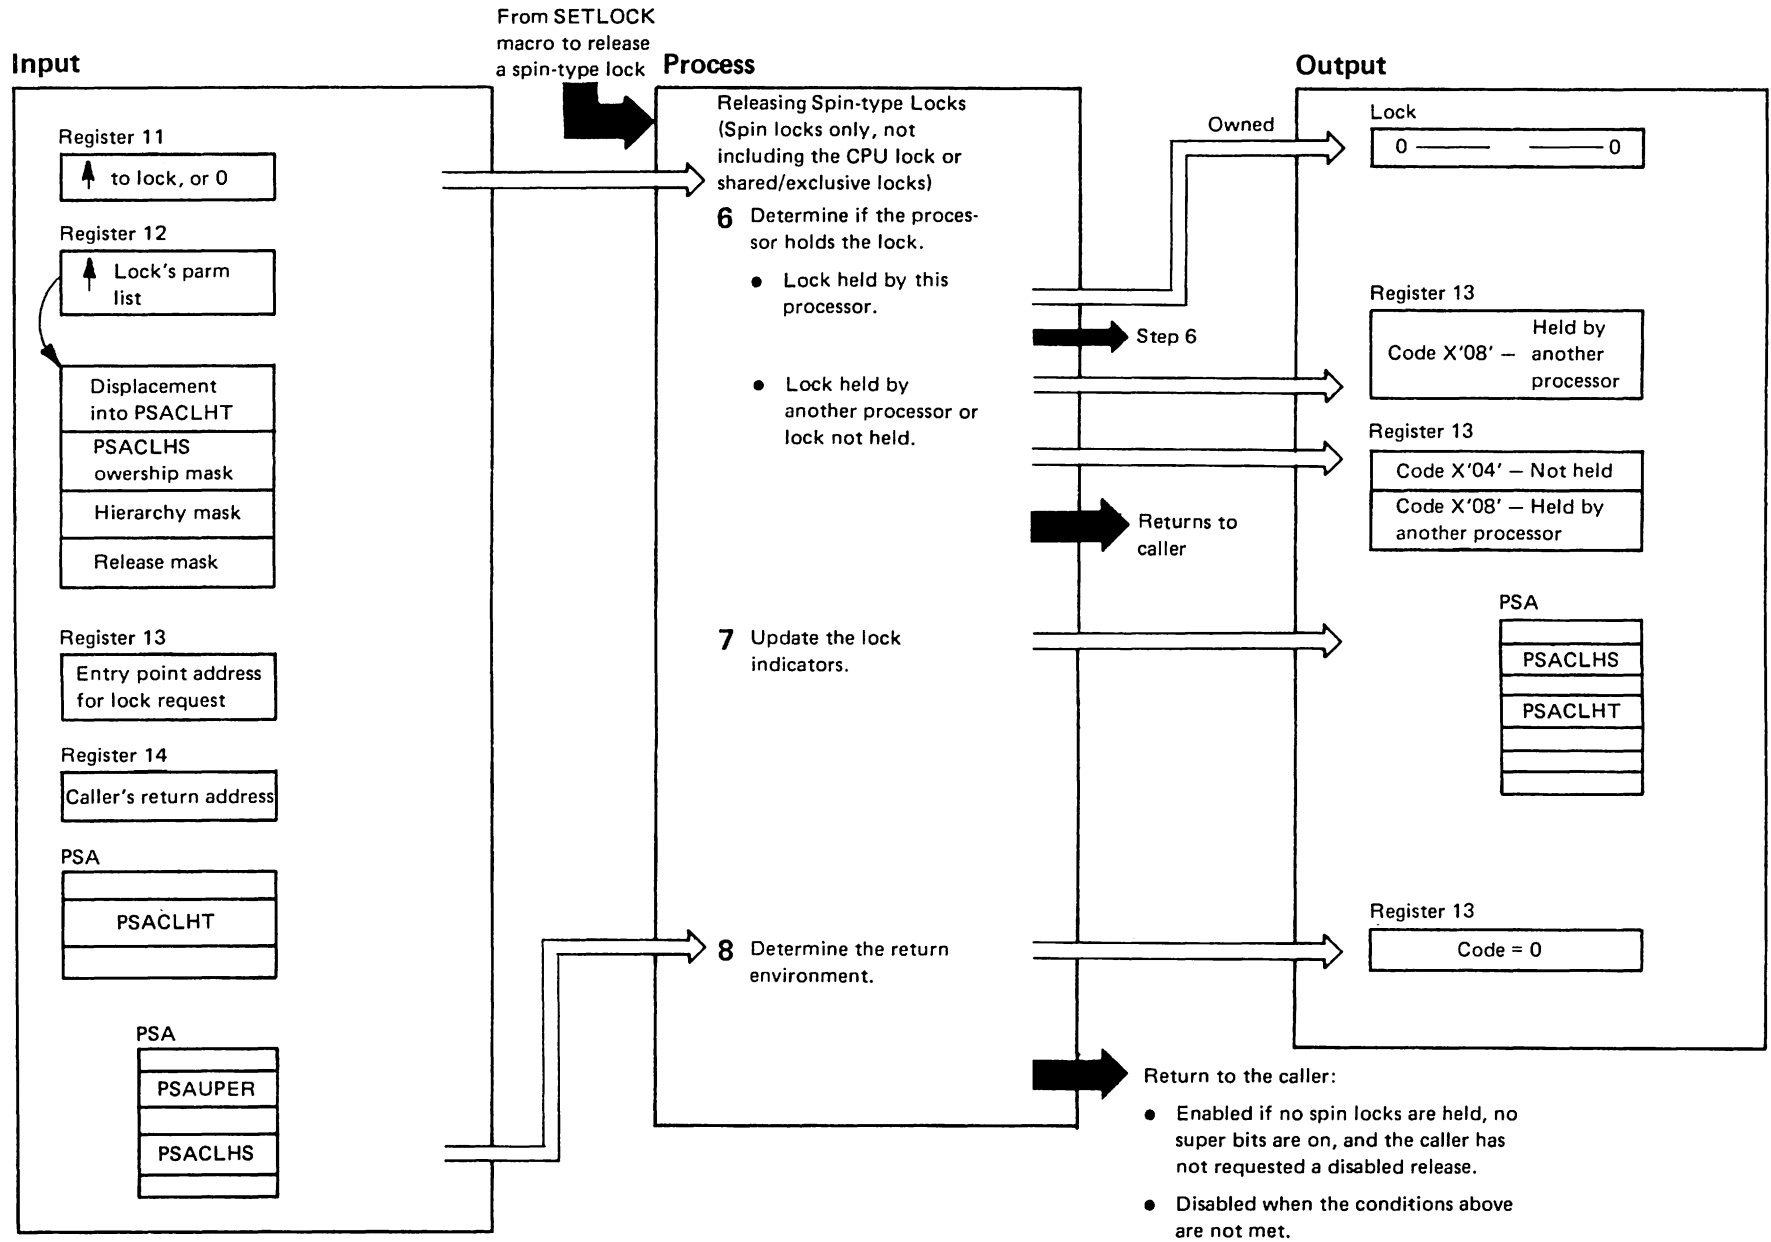 From SETLOCK
macro to release
a spin-type lock
Input
Register 11
to lock, or 0
Register 12
Lock's parm
list
Displacement
into PSACLHT
PSACLHS
owership mask
Hierarchy mask
Release mask
Register 13
Entry point address
for lock request
Register 14
Caller's return address
PSA
PSACLHT
PSA
PSAUPER
PSACLHS
Process
Releasing Spin-type Locks
(Spin locks only, not
including the CPU lock or
shared/exclusive locks)
6 Determine if the proces-
sor holds the lock.
● Lock held by this
processor.
Step 6
● Lock held by
another processor or
lock not held.
Returns to
caller
7 Update the lock
indicators.
8 Determine the return
environment.
Return to the caller:
● Enabled if no spin locks are held, no
super bits are on, and the caller has
not requested a disabled release.
● Disabled when the conditions above
are not met.
Output
Owned
Lock
0 —— —— 0
Register 13
Held by
Code X'08' — another
processor
Register 13
Code X'04' — Not held
Code X'08' — Held by
another processor
PSA
PSACLHS
PSACLHT
Register 13
Code = 0